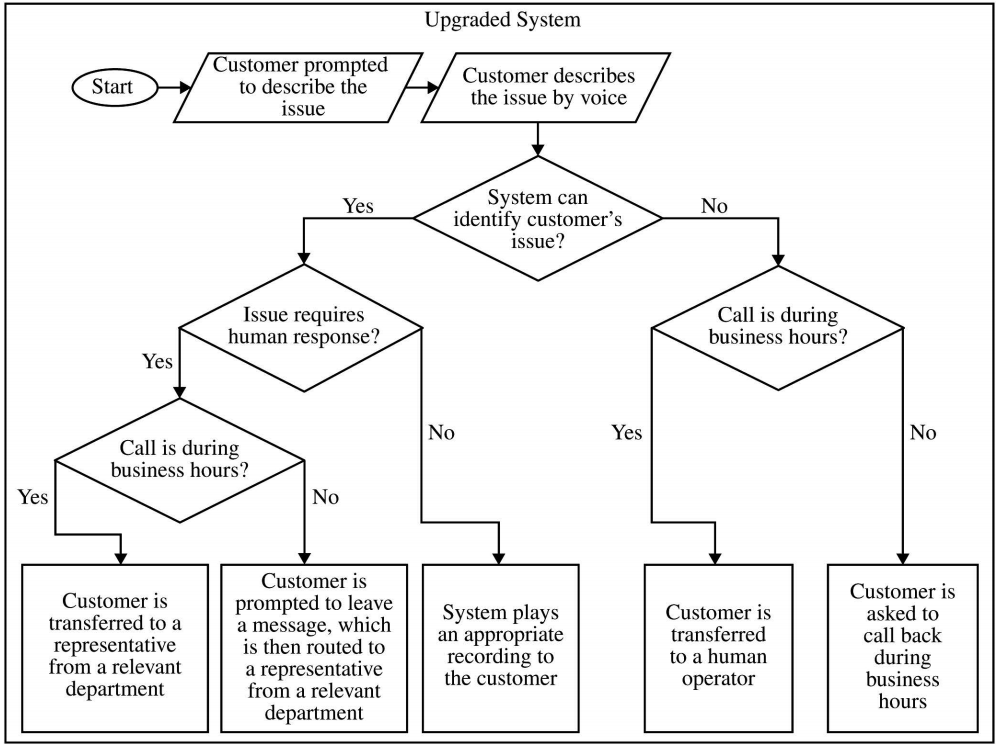 Upgraded System
Start
Customer prompted
to describe the
issue
Customer describes
the issue by voice
System can
identify customer’s
issue?
Yes
No
Issue requires
human response?
Call is during
business hours?
Yes
No
Yes
No
Call is during
business hours?
Yes
No
Customer is
transferred to a
representative
from a relevant
department
Customer is
prompted to leave
a message, which
is then routed to
a representative
from a relevant
department
System plays
an appropriate
recording to
the customer
Customer is
transferred
to a human
operator
Customer is
asked to
call back
during
business
hours